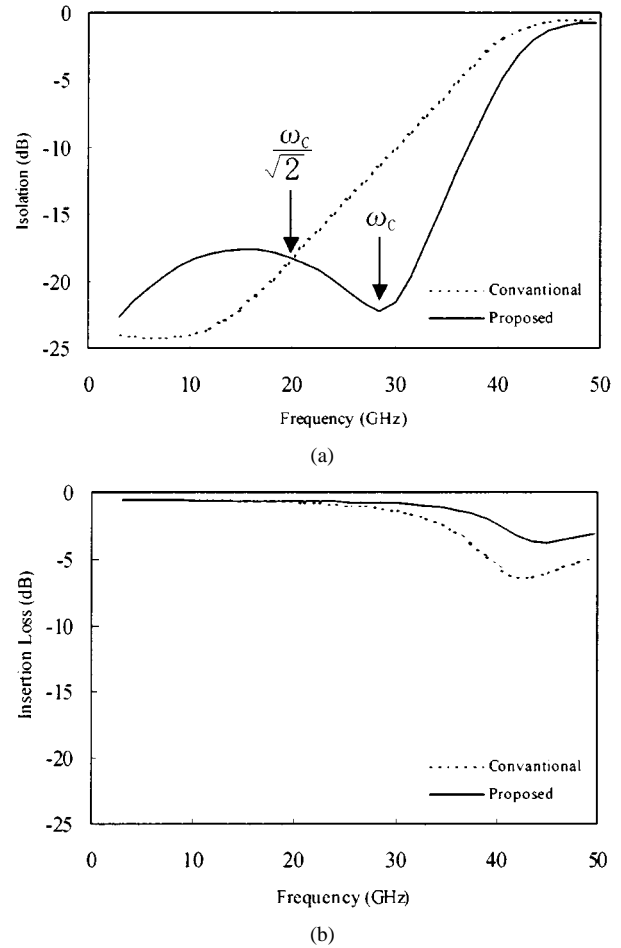 0
-5
-10
-15
-20
-25
Isolation (dB)
ωC
√2
ωC
Convantional
Proposed
0 10 20 30 40 50
Frequency (GHz)
(a)
0
-5
-10
-15
-20
-25
Insertion Loss (dB)
Convantional
Proposed
0 10 20 30 40 50
Frequency (GHz)
(b)